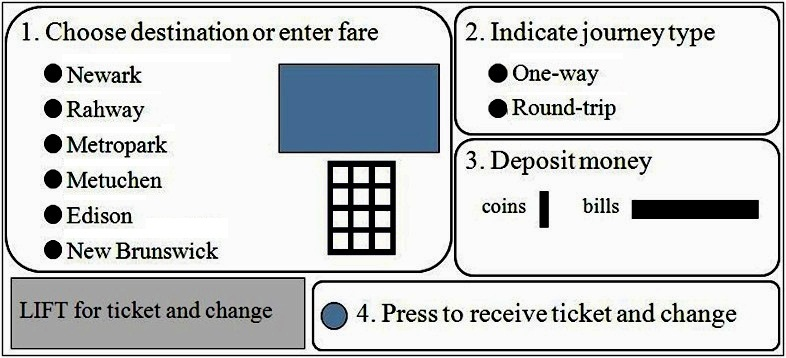 1. Choose destination or enter fare
Newark
Rahway
Metropark
Metuchen
Edison
New Brunswick
2. Indicate journey type
One-way
Round-trip
3. Deposit money
coins
bills
LIFT for ticket and change
4. Press to receive ticket and change